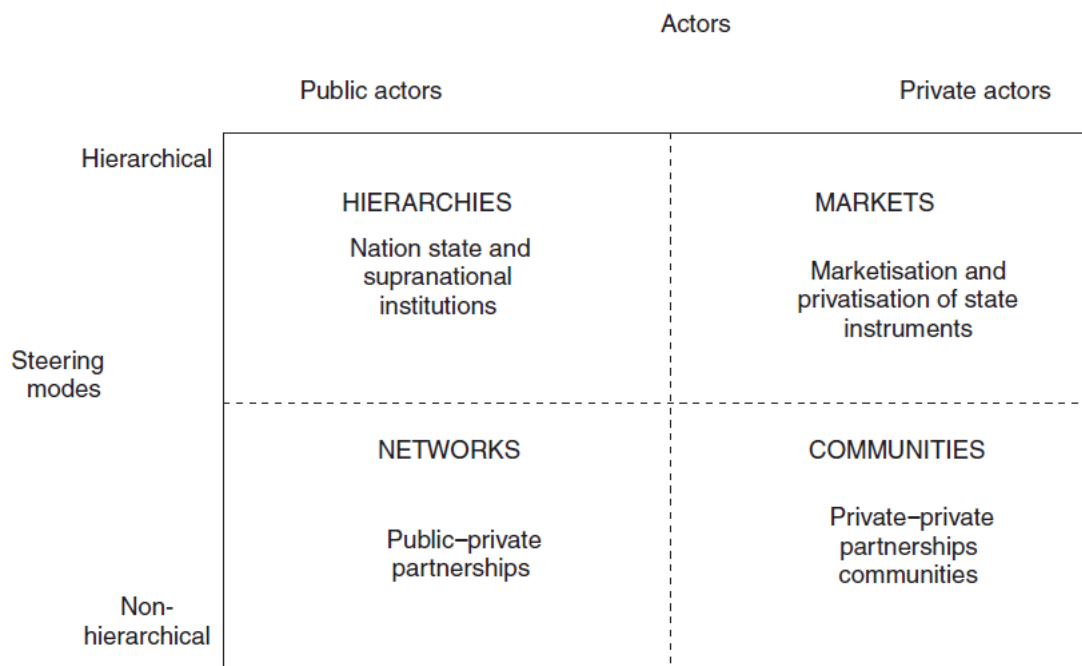 Actors
Public actors
Private actors
Hierarchical
HIERARCHIES
Nation state and
supranational
institutions
MARKETS
Marketisation and
privatisation of state
instruments
Steering
modes
NETWORKS
Public–private
partnerships
COMMUNITIES
Private–private
partnerships
communities
Non-
hierarchical